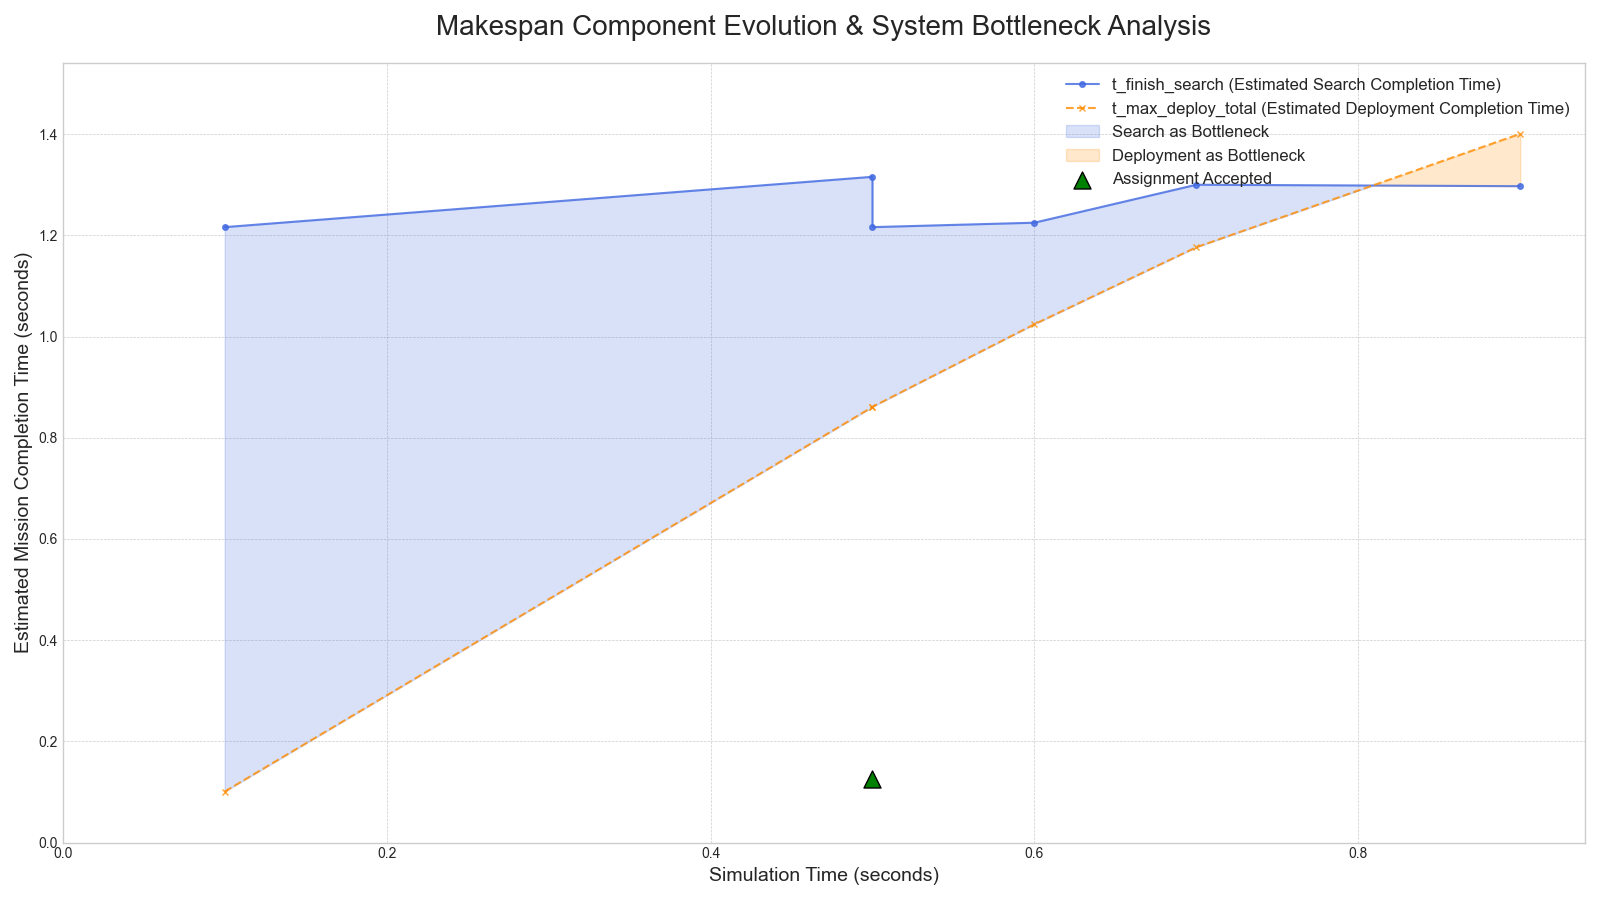 Makespan Component Evolution & System Bottleneck Analysis
t_finish_search (Estimated Search Completion Time)
t_max_deploy_total (Estimated Deployment Completion Time)
Search as Bottleneck
Deployment as Bottleneck
Assignment Accepted
Estimated Mission Completion Time (seconds)
1.4
1.2
1.0
0.8
0.6
0.4
0.2
0.0
0.0 0.2 0.4 0.6 0.8
Simulation Time (seconds)